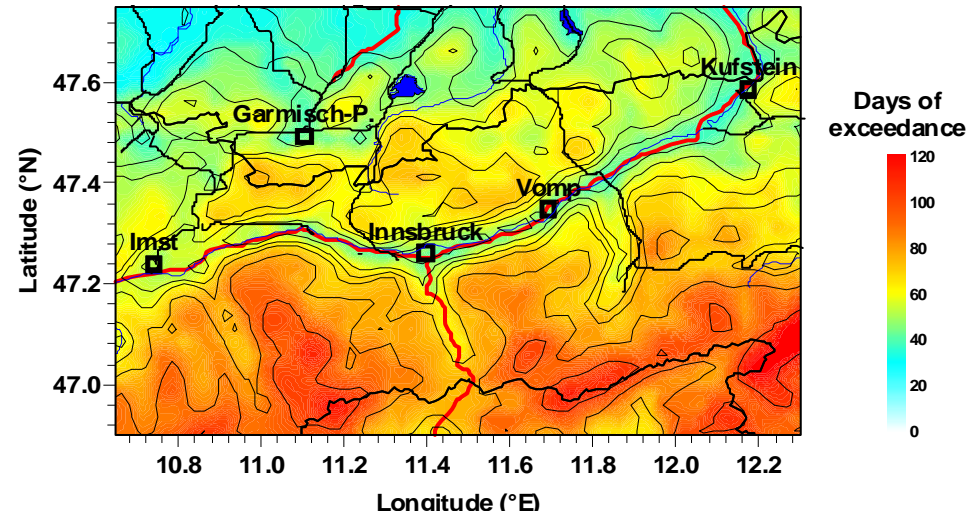 47.6
47.4
47.2
47.0
Latitude (°N)
Kufstein
Garmisch-P.
Vomp
Innsbruck
Imst
10.8 11.0 11.2 11.4 11.6 11.8 12.0 12.2
Longitude (°E)
Days of
exceedance
120
100
80
60
40
20
0